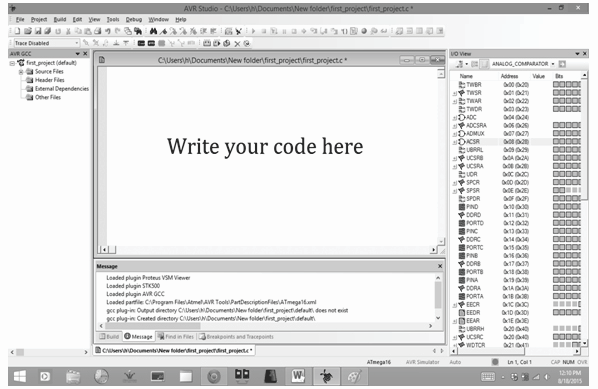 AVR Studio - C:\Users\h\Documents\New folder\first_project\first_project.c *
File Project Build Edit View Tools Debug Window Help
Trace Disabled
AVR GCC
first_project (default)
Source Files
Header Files
External Dependencies
Other Files
C:\Users\h\Documents\New folder\first_project\first_project.c *
Write your code here
I/O View
ANALOG_COMPARATOR
Name Address Value Bits
TWBR 0x00 (0x20)
TWSR 0x01 (0x21)
TWAR 0x02 (0x22)
TWDR 0x03 (0x23)
ADC 0x04 (0x24)
ADCSRA 0x06 (0x26)
ADMUX 0x07 (0x27)
ACSR 0x08 (0x28)
UBRRL 0x09 (0x29)
UCSRB 0x0A (0x2A)
UCSRA 0x0B (0x2B)
UDR 0x0C (0x2C)
SPCR 0x0D (0x2D)
SPSR 0x0E (0x2E)
SPDR 0x0F (0x2F)
PIND 0x10 (0x30)
DDRD 0x11 (0x31)
PORTD 0x12 (0x32)
PINC 0x13 (0x33)
DDRC 0x14 (0x34)
PORTC 0x15 (0x35)
PINB 0x16 (0x36)
DDRB 0x17 (0x37)
PORTB 0x18 (0x38)
PINA 0x19 (0x39)
DDRA 0x1A (0x3A)
PORTA 0x1B (0x3B)
EECR 0x1C (0x3C)
EEDR 0x1D (0x3D)
EEAR 0x1E (0x3E)
UBRRH 0x20 (0x40)
UCSRC 0x20 (0x40)
WDTCR 0x21 (0x41)
Message
Loaded plugin Proteus VSM Viewer
Loaded plugin STK500
Loaded plugin AVR GCC
Loaded partfile: C:\Program Files\Atmel\AVR Tools\PartDescriptionFiles\ATmega16.xml
gcc plug-in: Output directory C:\Users\h\Documents\New folder\first_project\default\ does not exist
gcc plug-in: Created directory C:\Users\h\Documents\New folder\first_project\default\.
Build Message Find in Files Breakpoints and Tracepoints
C:\Users\h\Documents\New folder\first_project\first_project.c *
ATmega16 AVR Simulator Auto Ln 1, Col 1 CAP NUM OVR
12:10 PM
8/18/2015